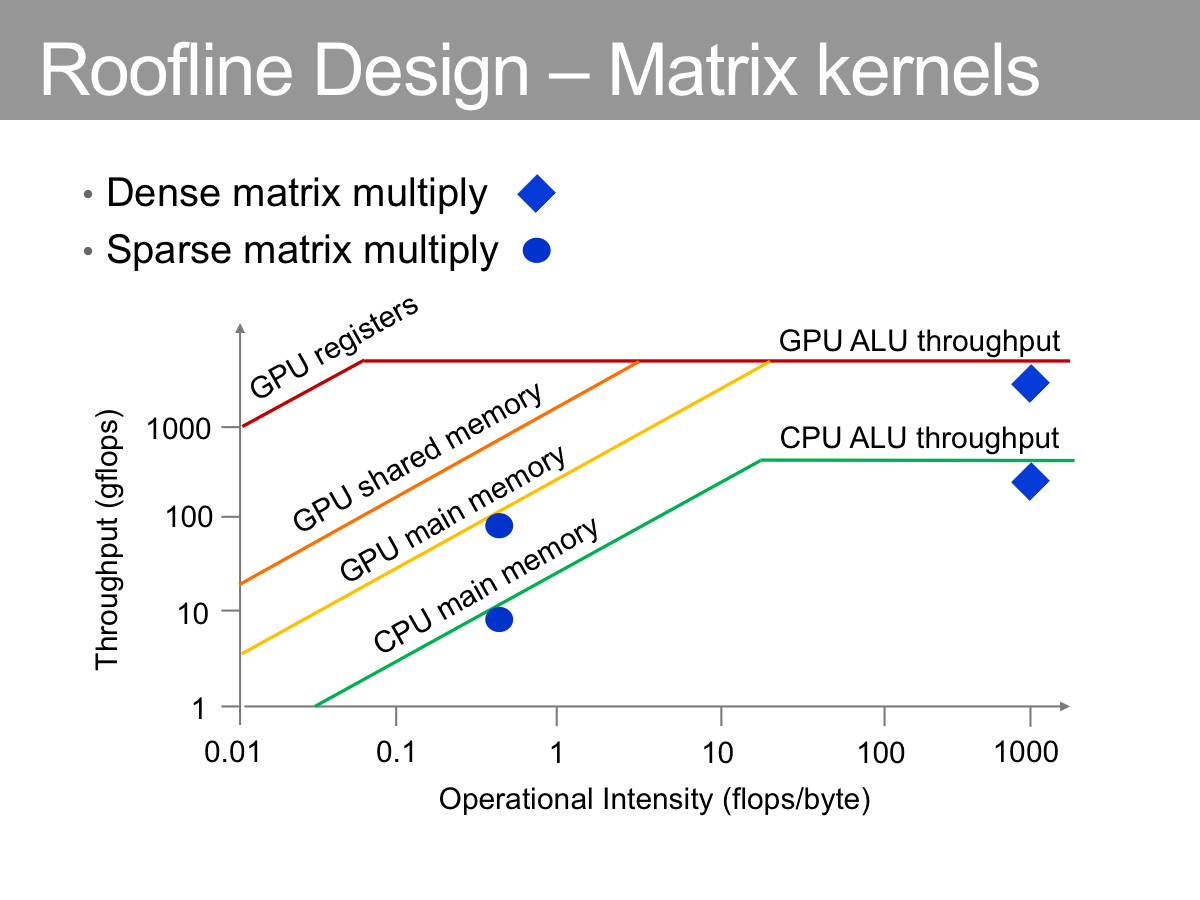 Roofline Design – Matrix kernels
• Dense matrix multiply
• Sparse matrix multiply
GPU registers
GPU ALU throughput
GPU shared memory
CPU ALU throughput
GPU main memory
CPU main memory
Throughput (gflops)
1000
100
10
1
0.01
0.1
1
10
100
1000
Operational Intensity (flops/byte)